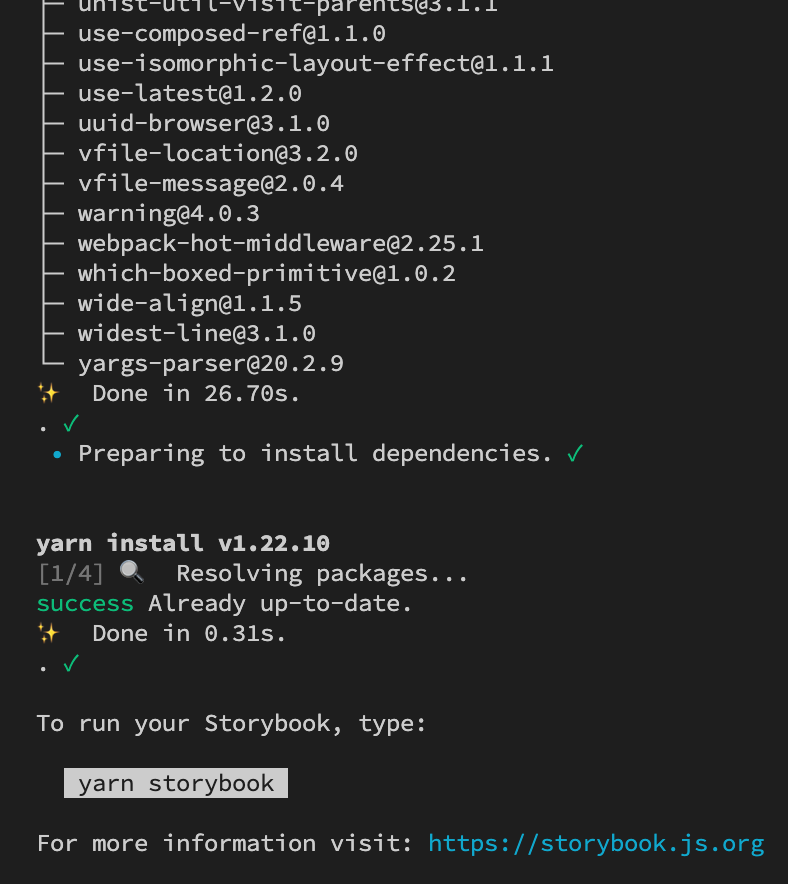 ├─ unist-util-visit-parents@3.1.1
├─ use-composed-ref@1.1.0
├─ use-isomorphic-layout-effect@1.1.1
├─ use-latest@1.2.0
├─ uuid-browser@3.1.0
├─ vfile-location@3.2.0
├─ vfile-message@2.0.4
├─ warning@4.0.3
├─ webpack-hot-middleware@2.25.1
├─ which-boxed-primitive@1.0.2
├─ wide-align@1.1.5
├─ widest-line@3.1.0
└─ yargs-parser@20.2.9
✨  Done in 26.70s.
. ✓
• Preparing to install dependencies. ✓
yarn install v1.22.10
[1/4] 🔍  Resolving packages...
success Already up-to-date.
✨  Done in 0.31s.
. ✓
To run your Storybook, type:
yarn storybook
For more information visit: https://storybook.js.org